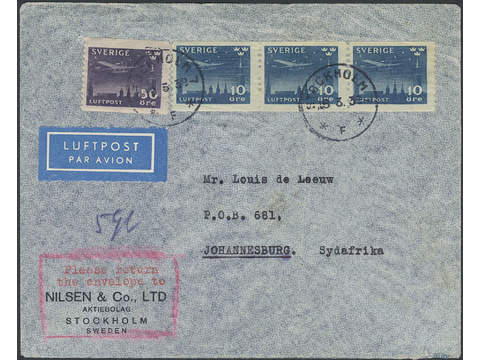 SVERIGE
50
LUFTPOST öre
SVERIGE
10
LUFTPOST öre
SVERIGE
10
LUFTPOST öre
SVERIGE
10
LUFTPOST öre
STOCKHOLM
F
LUFTPOST
PAR AVION
Mr. Louis de Leeuw
P.O.B. 681,
JOHANNESBURG. Sydafrika
Please return
the envelope to
NILSEN & Co., LTD
AKTIEBOLAG
STOCKHOLM
SWEDEN